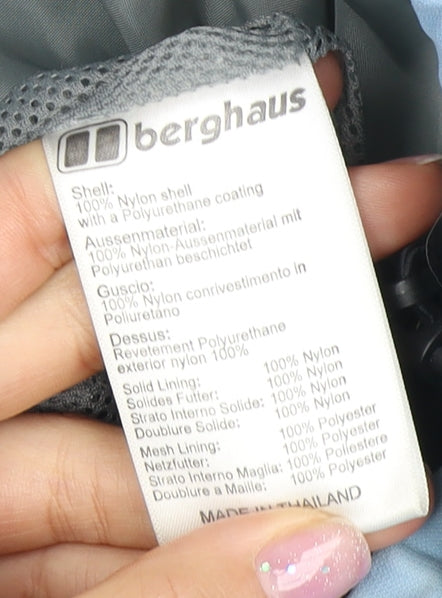 berghaus
Shell:
100% Nylon shell
with a Polyurethane coating
Aussenmaterial:
100% Nylon-Aussenmaterial mit
Polyurethan beschichtet
Guscio:
100% Nylon conrivestimento in
Poliuretano
Dessus:
Revetement Polyurethane
exterior nylon 100%
Solid Lining: 100% Nylon
Solides Futter: 100% Nylon
Strato Interno Solide: 100% Nylon
Doublure Solide: 100% Nylon
Mesh Lining: 100% Polyester
Netzfutter: 100% Polyester
Strato Interno Maglia: 100% Poliestere
Doublure a Maille: 100% Polyester
MADE IN THAILAND